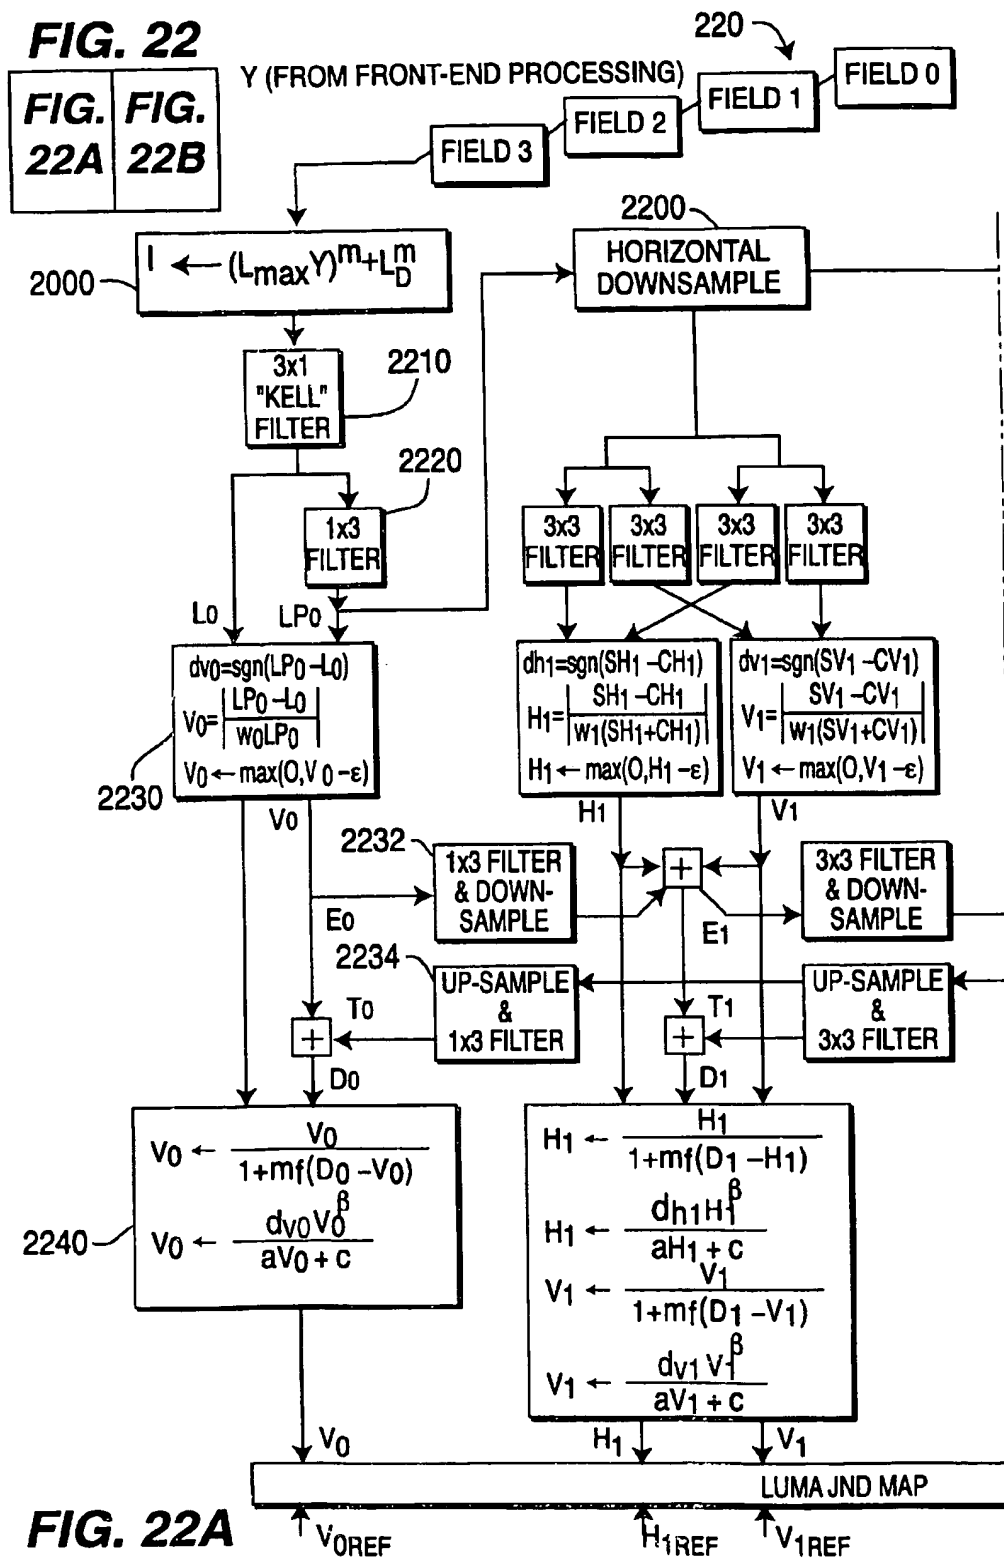 FIG. 22
FIG. 22A
FIG. 22B
220
Y (FROM FRONT-END PROCESSING)
FIELD 0
FIELD 1
FIELD 2
FIELD 3
2200
HORIZONTAL
DOWNSAMPLE
2000
I ← (LmaxY)^m+L_D^m
2210
3x1
"KELL"
FILTER
2220
1x3
FILTER
3x3
FILTER
3x3
FILTER
3x3
FILTER
3x3
FILTER
L0
LP0
dv0=sgn(LP0-L0)
V0=|LP0-L0 / w0LP0|
V0←max(0,V0-ε)
2230
dh1=sgn(SH1-CH1)
H1=|SH1-CH1 / w1(SH1+CH1)|
H1←max(0,H1-ε)
dv1=sgn(SV1-CV1)
V1=|SV1-CV1 / w1(SV1+CV1)|
V1←max(0,V1-ε)
V0
H1
V1
2232
1x3 FILTER
& DOWN-
SAMPLE
+
3x3 FILTER
& DOWN-
SAMPLE
E0
E1
2234
UP-SAMPLE
&
1x3 FILTER
UP-SAMPLE
&
3x3 FILTER
T0
T1
+
+
D0
D1
V0 ← V0 / 1+mf(D0-V0)
V0 ← dv0V0^β / aV0+c
2240
H1 ← H1 / 1+mf(D1-H1)
H1 ← dh1H1^β / aH1+c
V1 ← V1 / 1+mf(D1-V1)
V1 ← dv1V1^β / aV1+c
V0
H1
V1
LUMA JND MAP
FIG. 22A
V0REF
H1REF
V1REF